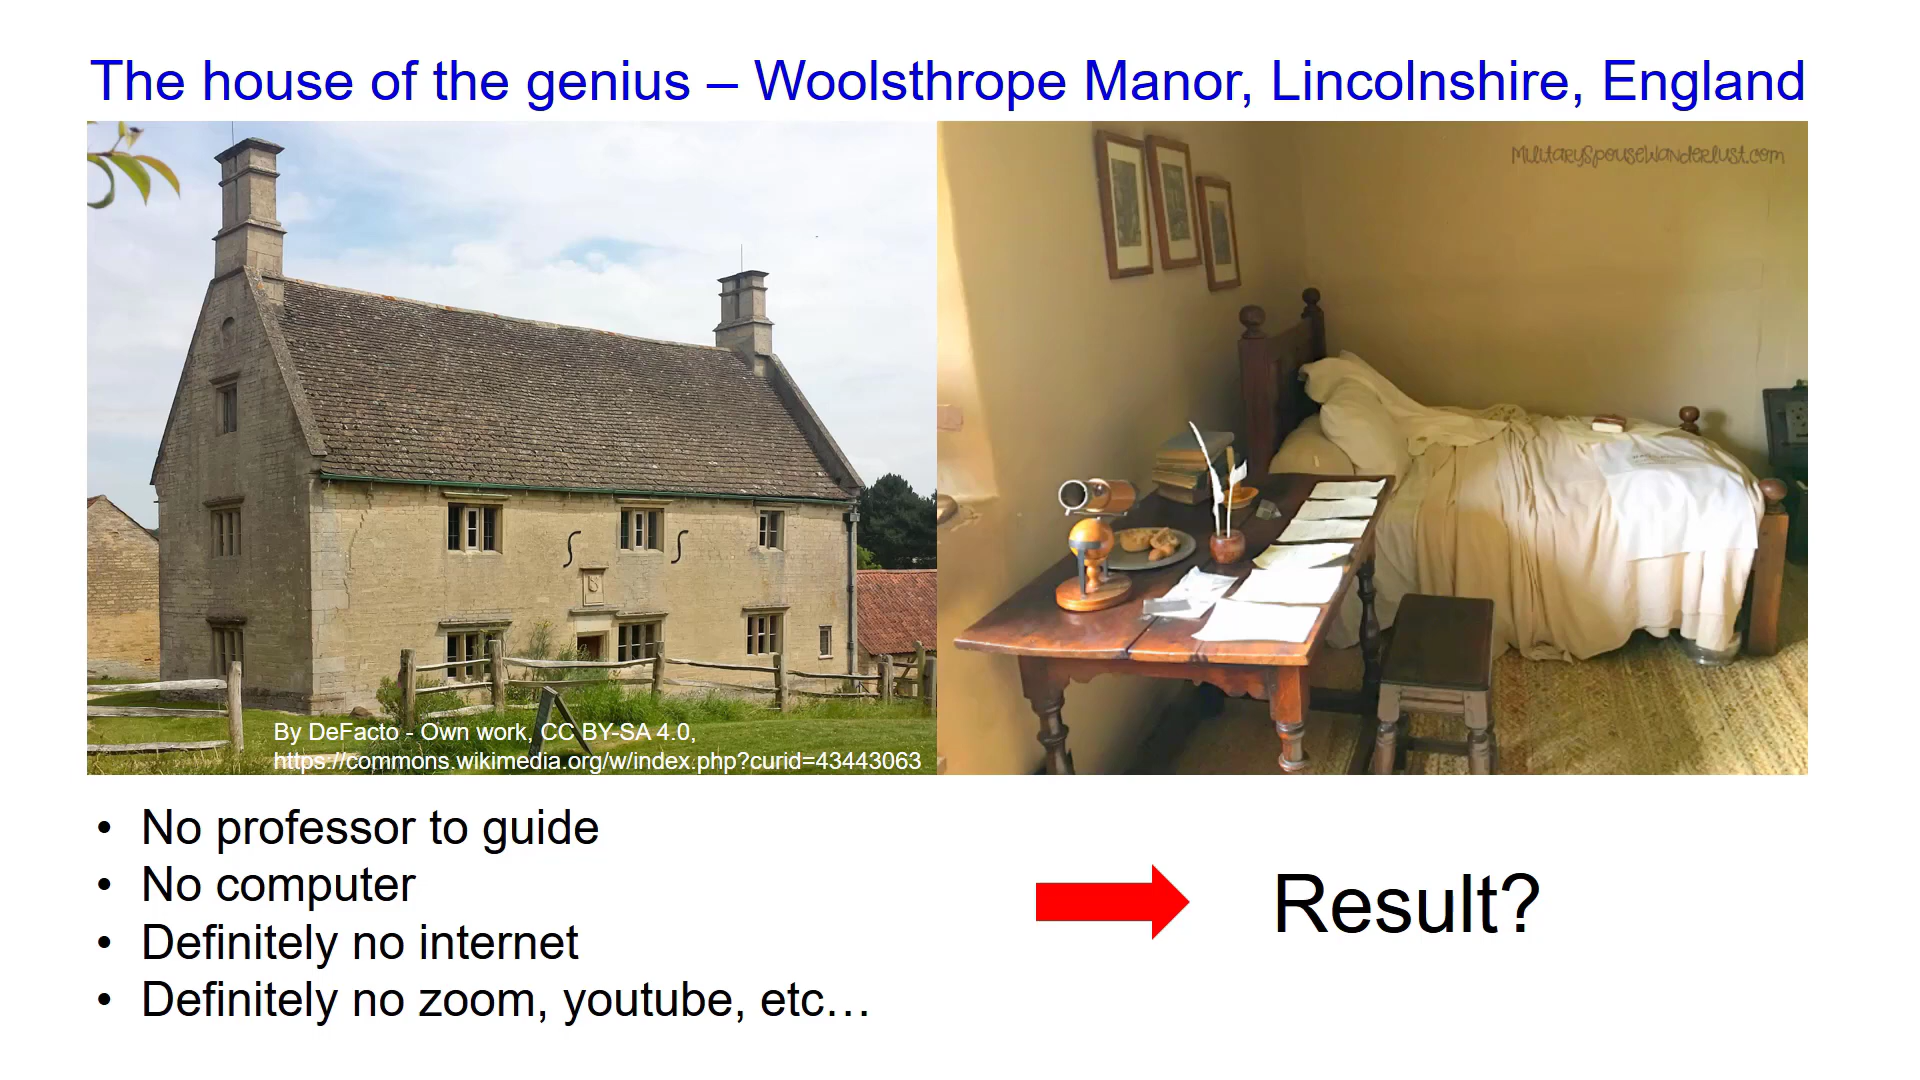 The house of the genius – Woolsthrope Manor, Lincolnshire, England
MilitarySpouseWanderlust.com
By DeFacto - Own work, CC BY-SA 4.0,
https://commons.wikimedia.org/w/index.php?curid=43443063
• No professor to guide
• No computer
• Definitely no internet
• Definitely no zoom, youtube, etc…
Result?